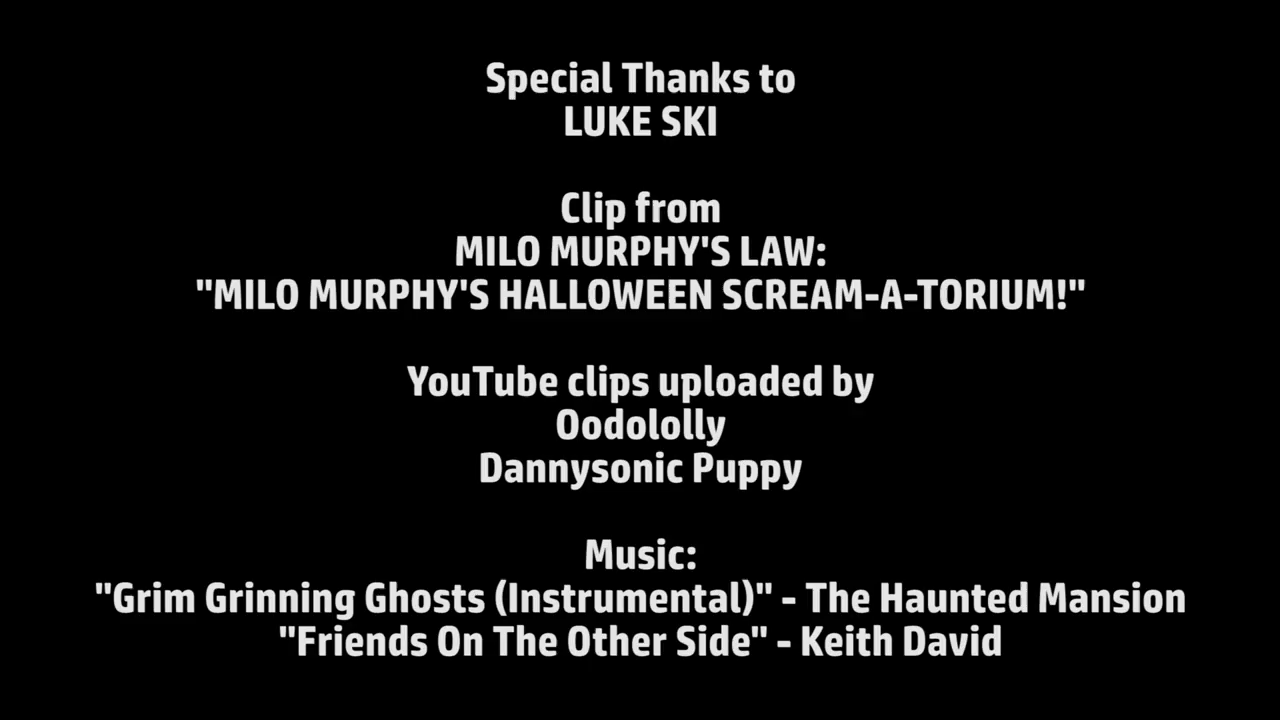 Special Thanks to
LUKE SKI
Clip from
MILO MURPHY'S LAW:
"MILO MURPHY'S HALLOWEEN SCREAM-A-TORIUM!"
YouTube clips uploaded by
Oodololly
Dannysonic Puppy
Music:
"Grim Grinning Ghosts (Instrumental)" - The Haunted Mansion
"Friends On The Other Side" - Keith David